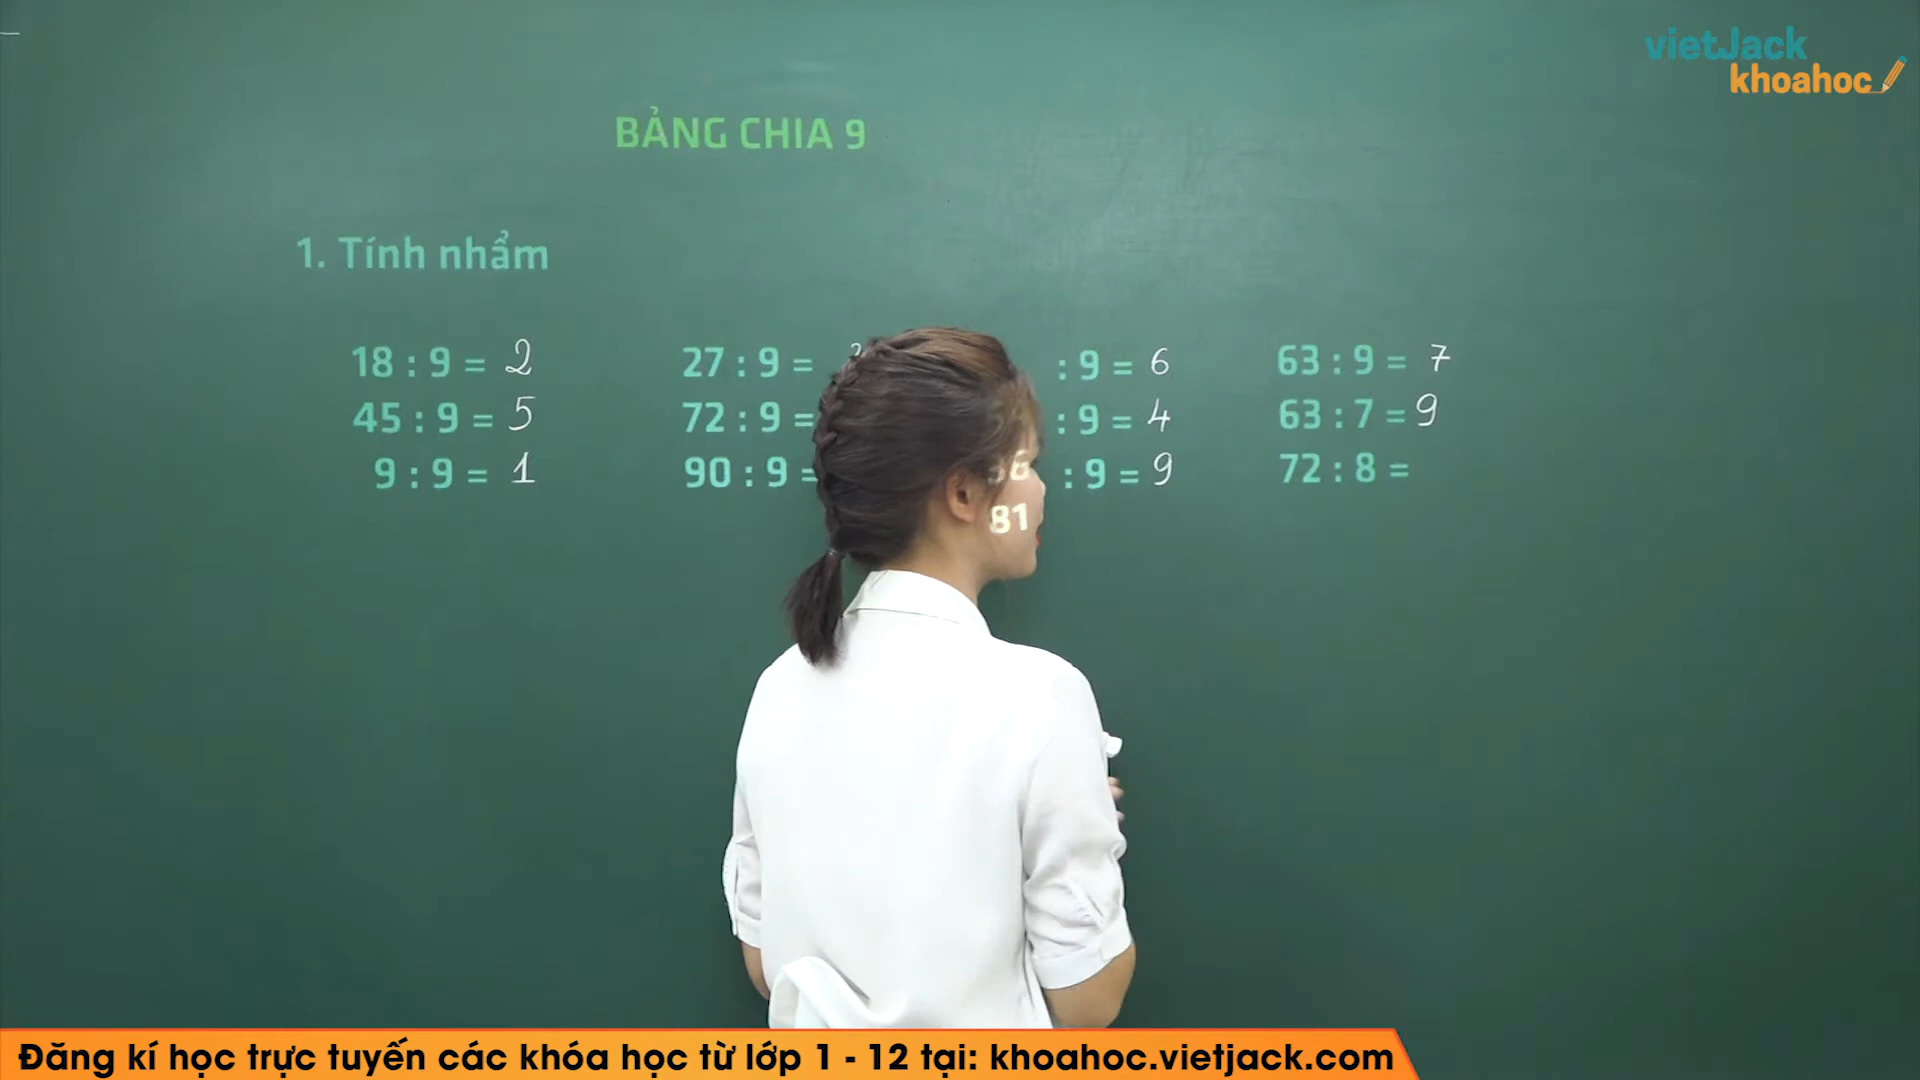 vietJack
khoahoc
BẢNG CHIA 9
1. Tính nhẩm
18 : 9 = 2 27 : 9 = : 9 = 6 63 : 9 = 7
45 : 9 = 5 72 : 9 = : 9 = 4 63 : 7 = 9
9 : 9 = 1 90 : 9 = : 9 = 9 72 : 8 =
81
Đăng kí học trực tuyến các khóa học từ lớp 1 - 12 tại: khoahoc.vietjack.com